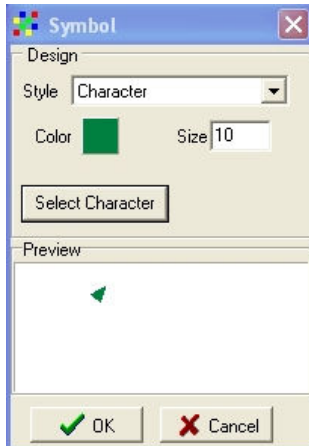 Symbol
Design
Style Character
Color Size 10
Select Character
Preview
OK Cancel